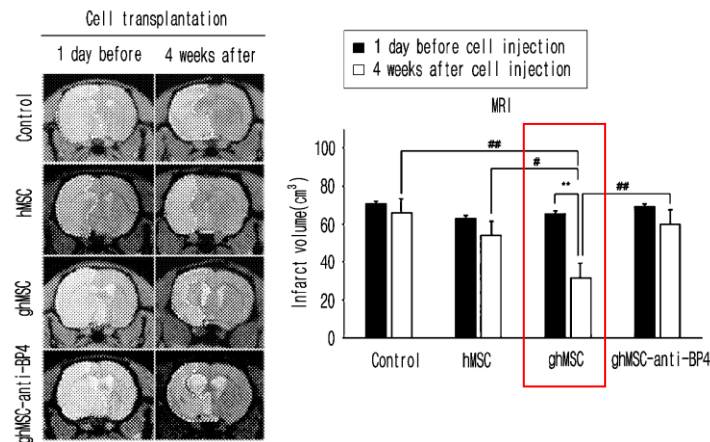 Cell transplantation
1 day before 4 weeks after
Control
hMSC
ghMSC
ghMSC-anti-BP4
1 day before cell injection
4 weeks after cell injection
MRI
Infarct volume(cm³)
100
80
60
40
20
0
##
#
**
##
Control hMSC ghMSC ghMSC-anti-BP4